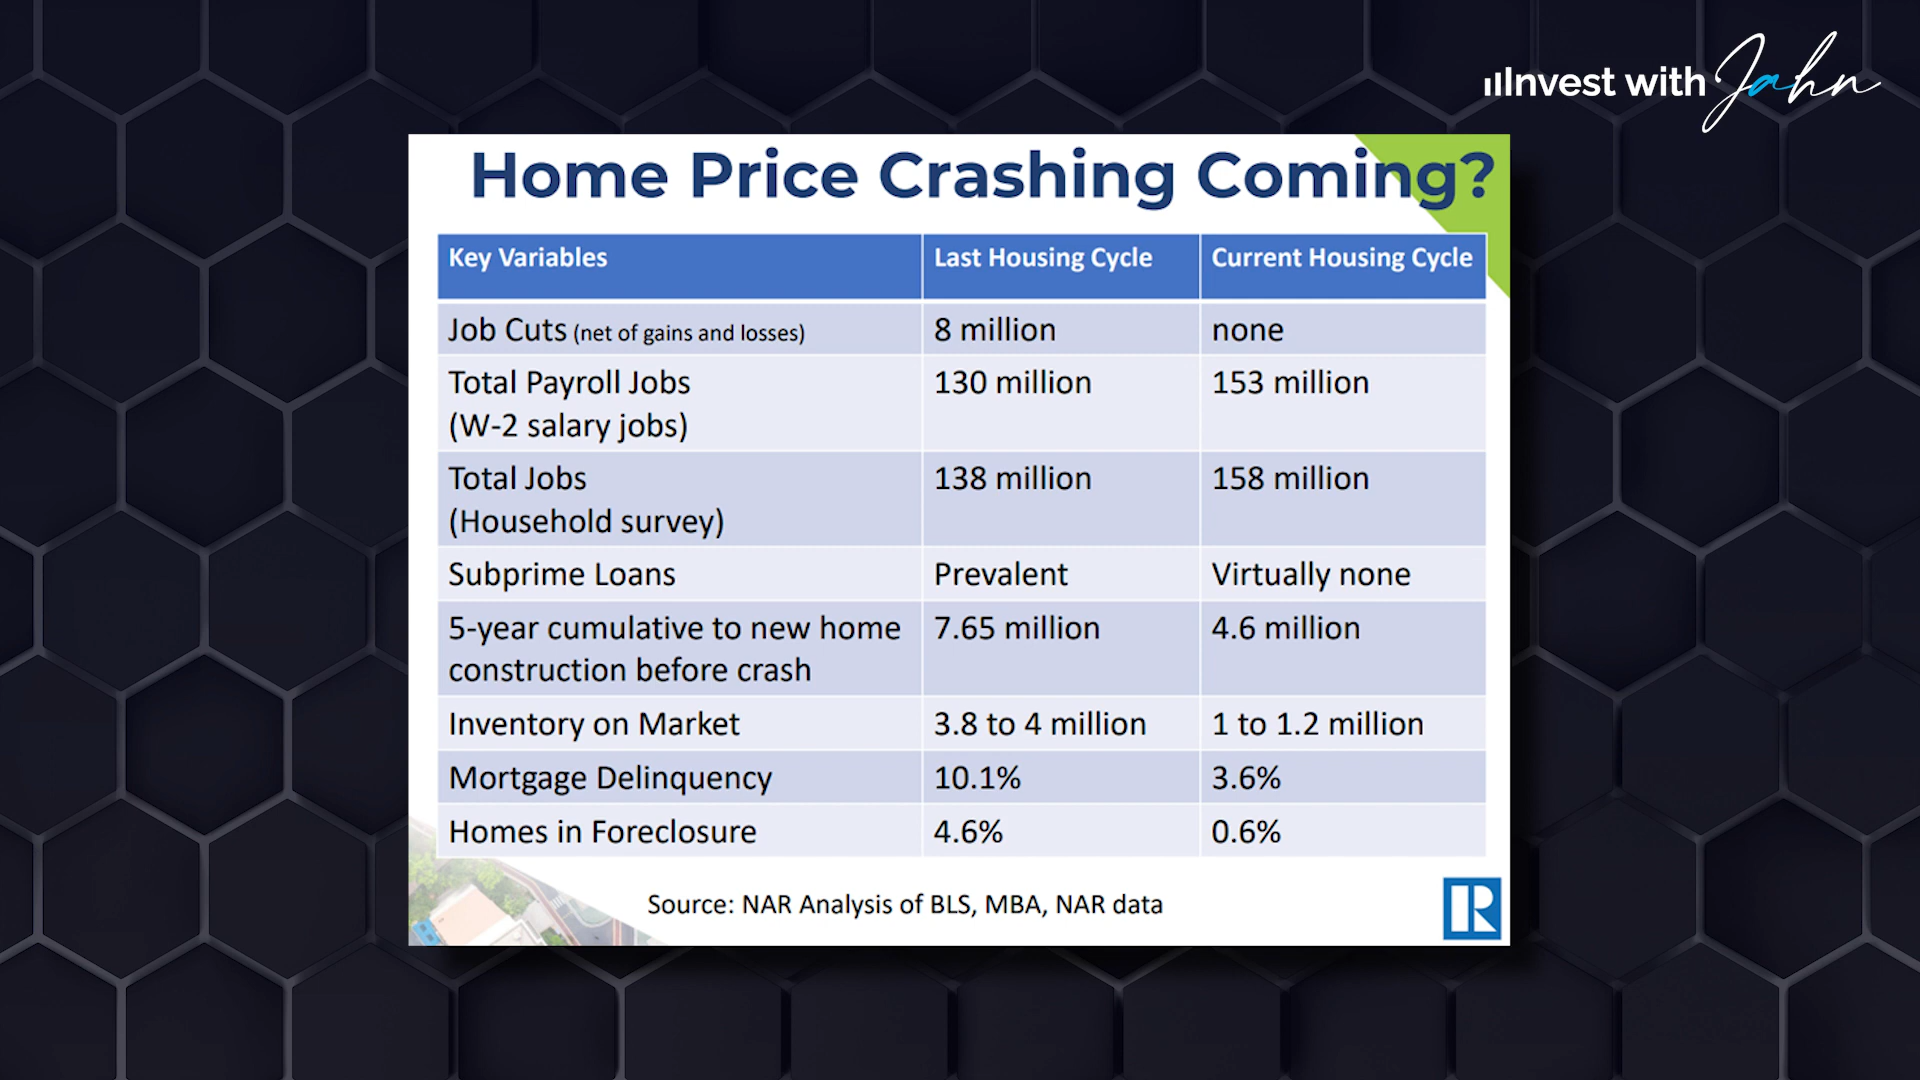 Invest with John
Home Price Crashing Coming?
Key Variables Last Housing Cycle Current Housing Cycle
Job Cuts (net of gains and losses) 8 million none
Total Payroll Jobs 130 million 153 million
(W-2 salary jobs)
Total Jobs 138 million 158 million
(Household survey)
Subprime Loans Prevalent Virtually none
5-year cumulative to new home 7.65 million 4.6 million
construction before crash
Inventory on Market 3.8 to 4 million 1 to 1.2 million
Mortgage Delinquency 10.1% 3.6%
Homes in Foreclosure 4.6% 0.6%
Source: NAR Analysis of BLS, MBA, NAR data
R